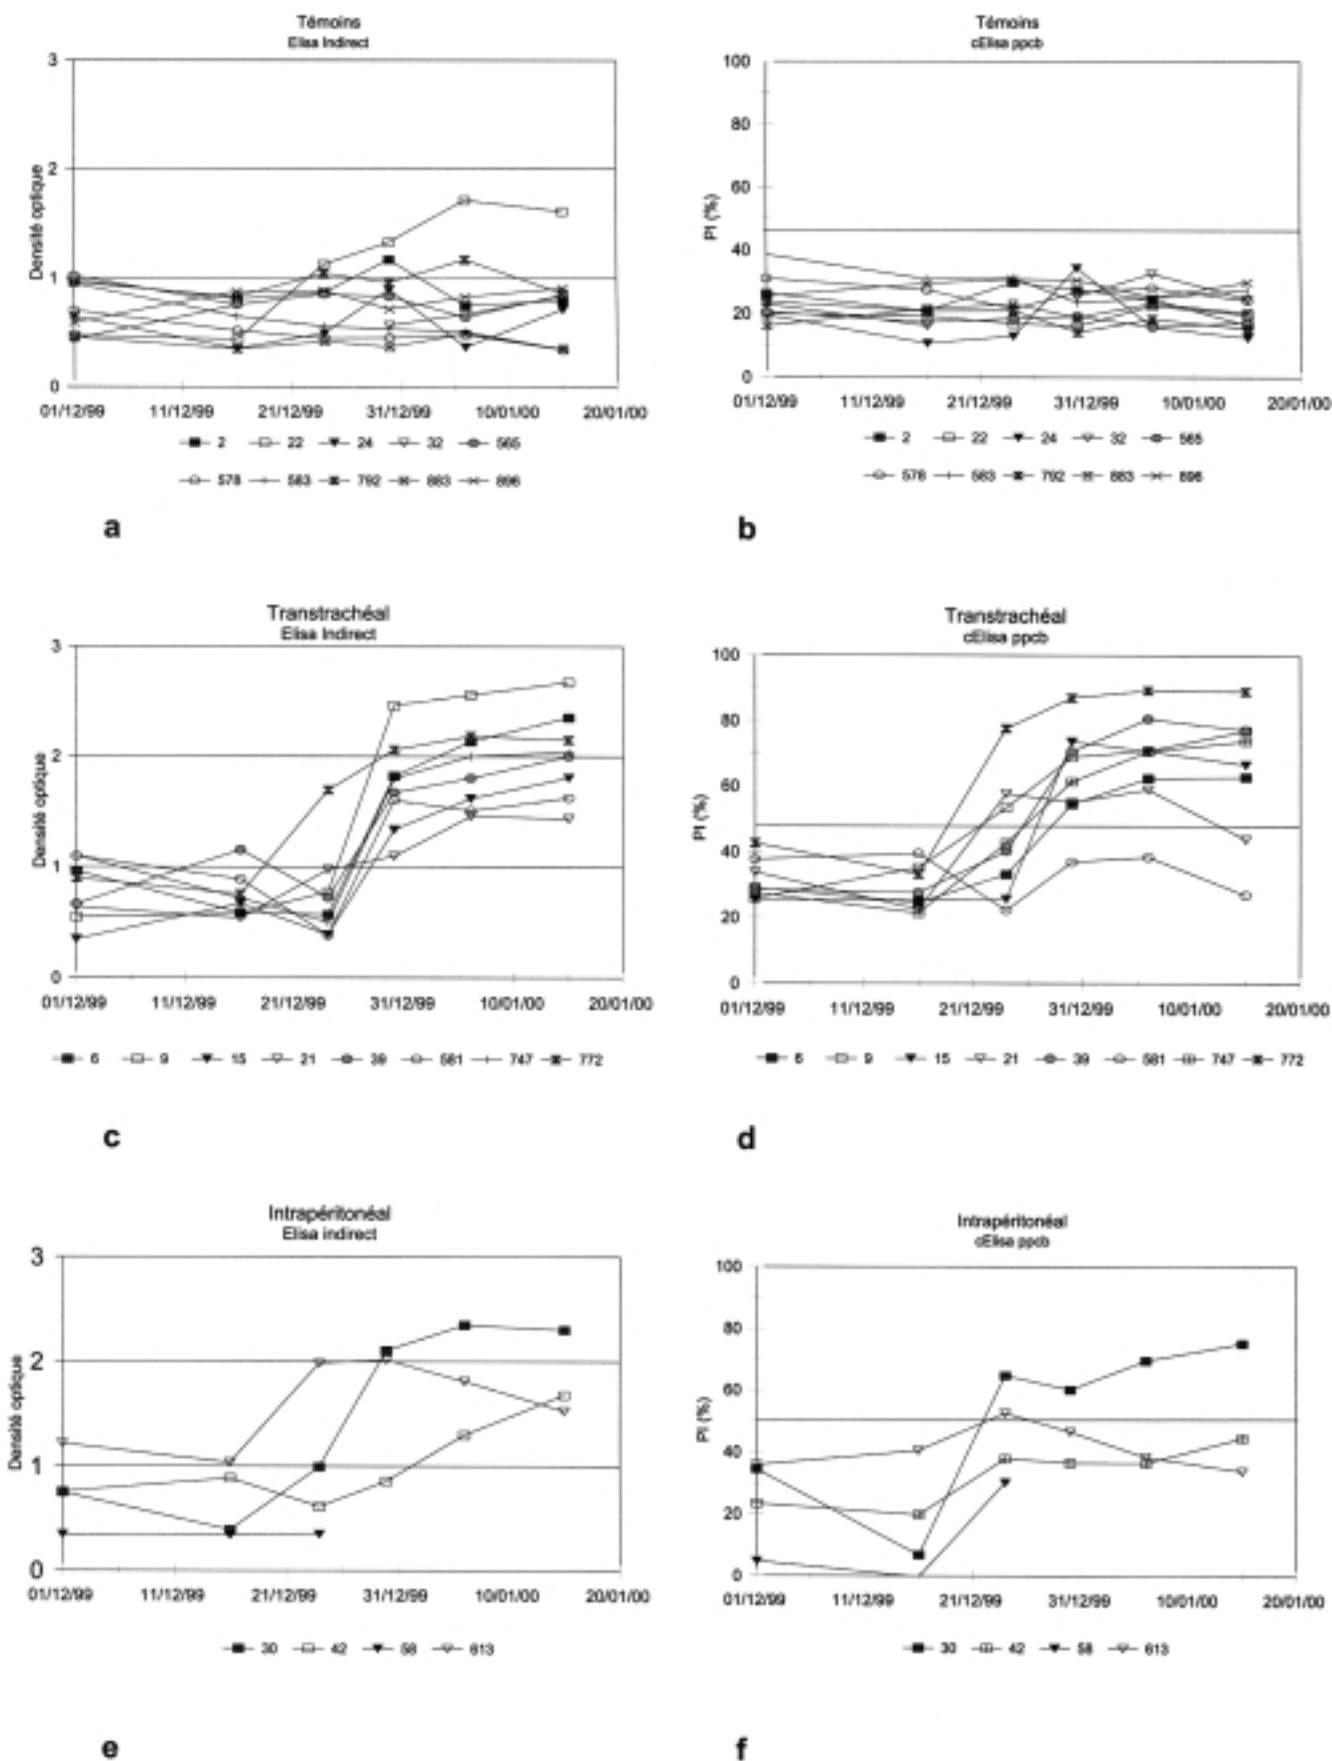 Témoins
Elisa Indirect
3
2
1
0
Densité optique
01/12/99 11/12/99 21/12/99 31/12/99 10/01/00 20/01/00
2 22 24 32 565
578 583 792 883 896
a
Témoins
cElisa ppcb
100
80
60
40
20
0
PI (%)
01/12/99 11/12/99 21/12/99 31/12/99 10/01/00 20/01/00
2 22 24 32 565
578 583 792 883 896
b
Transtrachéal
Elisa Indirect
3
2
1
0
Densité optique
01/12/99 11/12/99 21/12/99 31/12/99 10/01/00 20/01/00
6 9 15 21 39 581 747 772
c
Transtrachéal
cElisa ppcb
100
80
60
40
20
0
PI (%)
01/12/99 11/12/99 21/12/99 31/12/99 10/01/00 20/01/00
6 9 15 21 39 581 747 772
d
Intrapéritonéal
Elisa indirect
3
2
1
0
Densité optique
01/12/99 11/12/99 21/12/99 31/12/99 10/01/00 20/01/00
30 42 58 613
e
Intrapéritonéal
cElisa ppcb
100
80
60
40
20
0
PI (%)
01/12/99 11/12/99 21/12/99 31/12/99 10/01/00 20/01/00
30 42 58 613
f